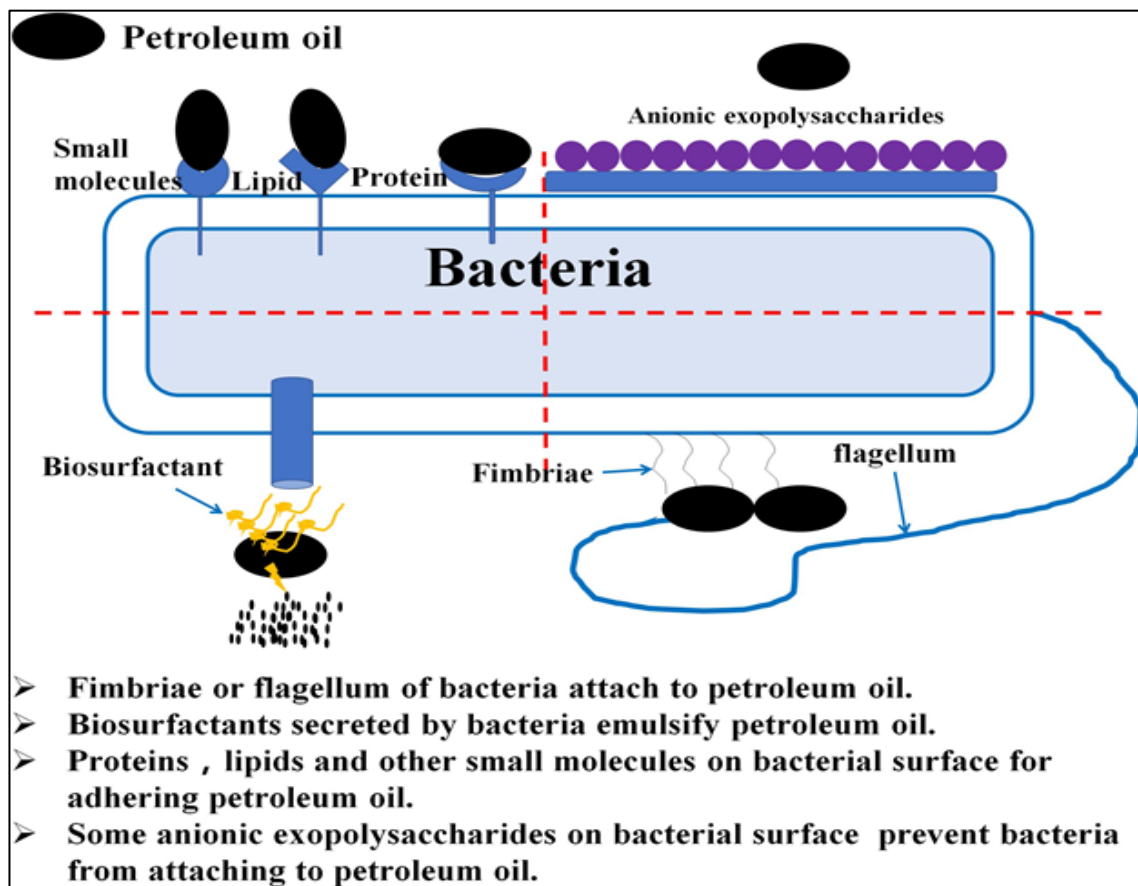 Petroleum oil
Anionic exopolysaccharides
Small
molecules
Lipid
Protein
Bacteria
Biosurfactant
Fimbriae
flagellum
➢ Fimbriae or flagellum of bacteria attach to petroleum oil.
➢ Biosurfactants secreted by bacteria emulsify petroleum oil.
➢ Proteins , lipids and other small molecules on bacterial surface for
adhering petroleum oil.
➢ Some anionic exopolysaccharides on bacterial surface prevent bacteria
from attaching to petroleum oil.